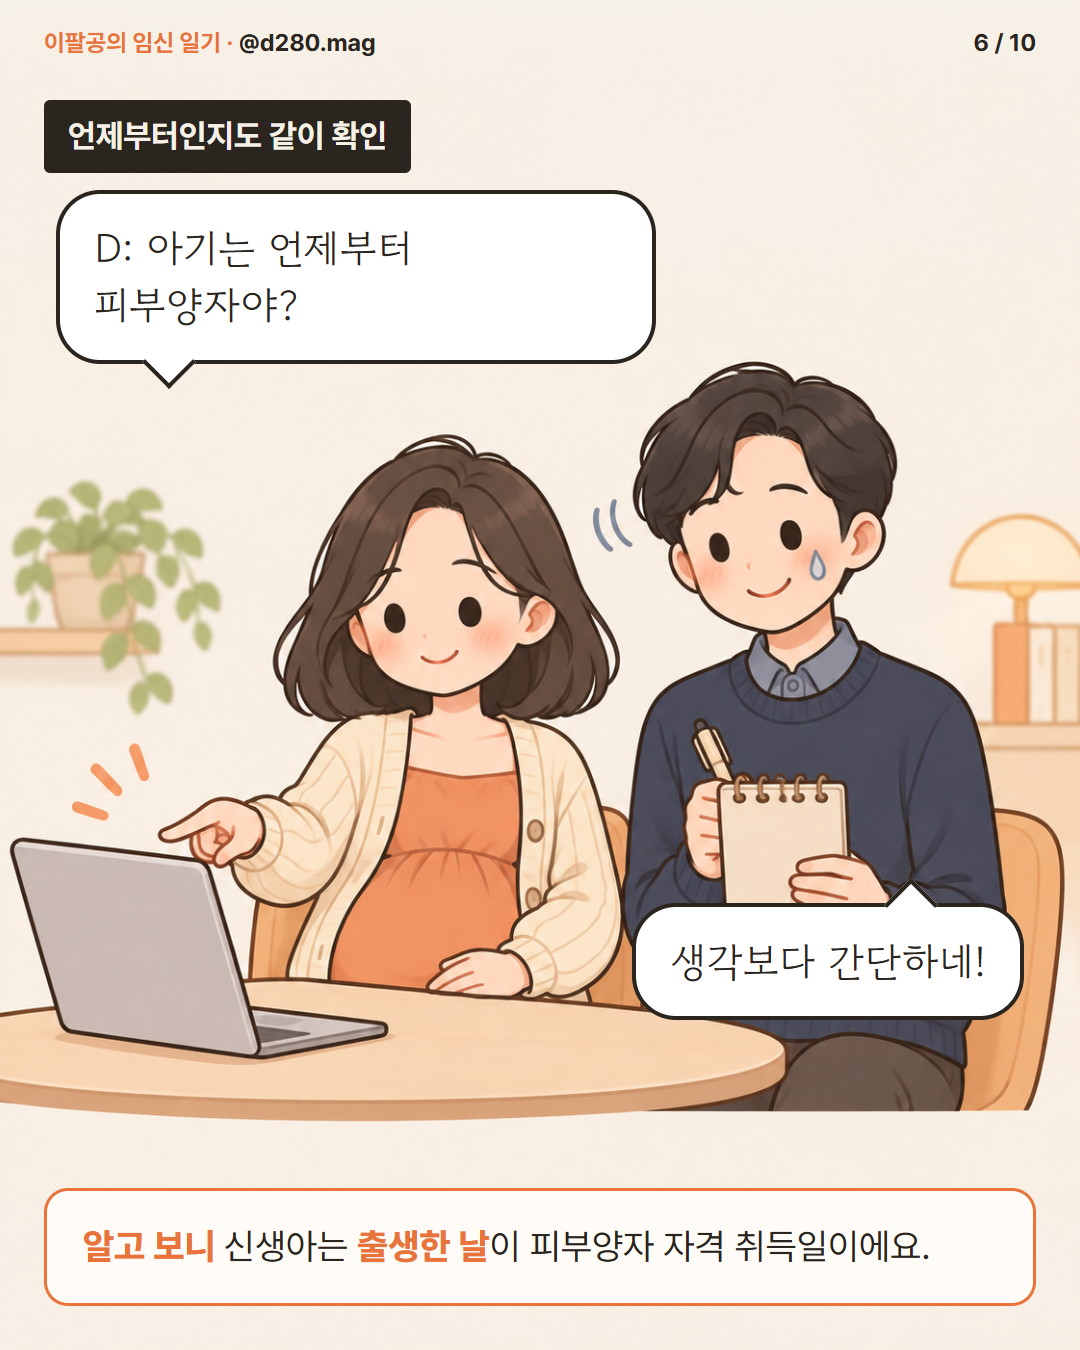 이팔공의 임신 일기 · @d280.mag
6 / 10
언제부터인지도 같이 확인
D: 아기는 언제부터
피부양자야?
생각보다 간단하네!
알고 보니 신생아는 출생한 날이 피부양자 자격 취득일이에요.